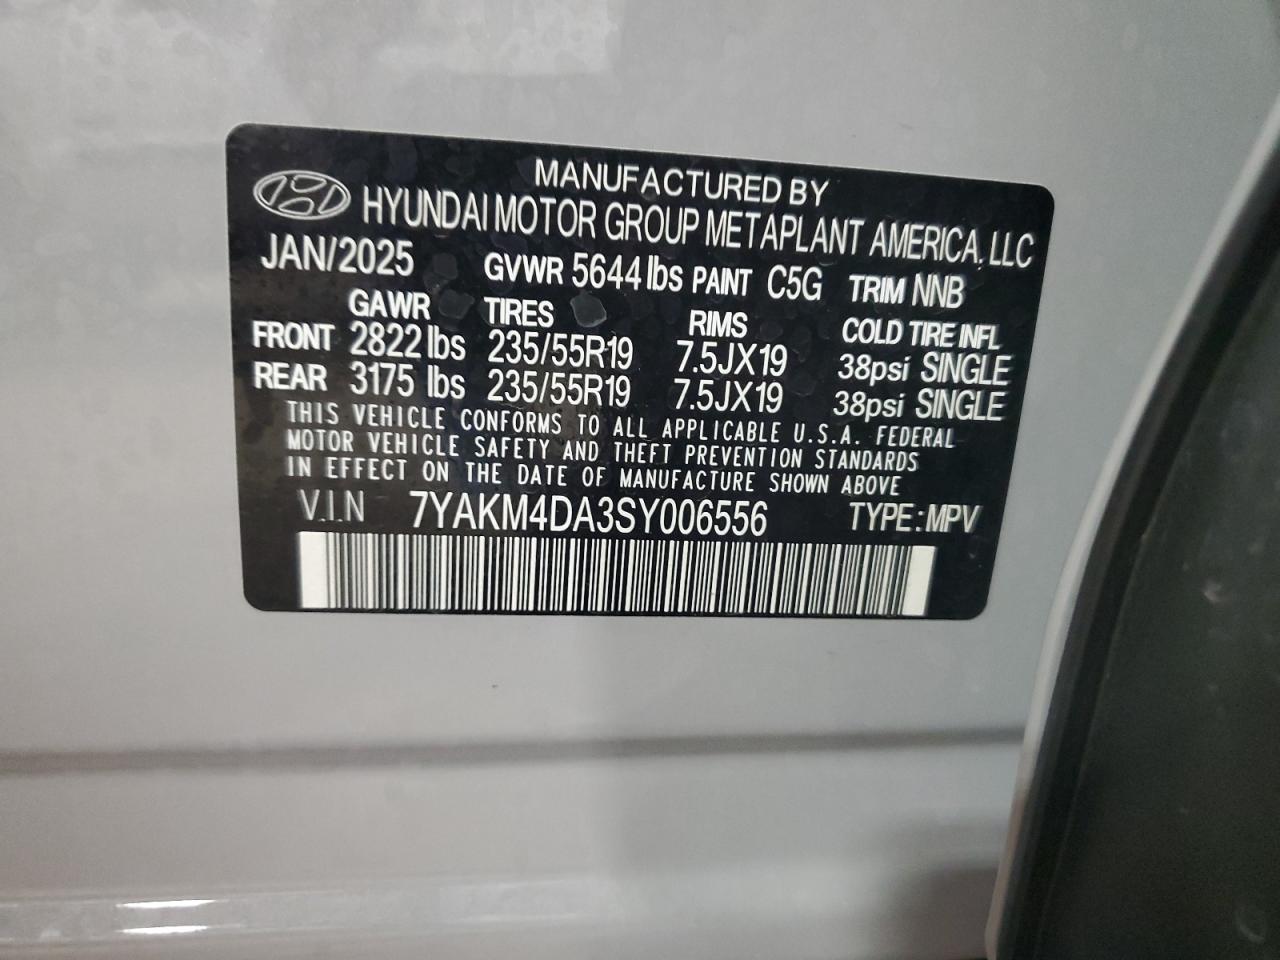 MANUFACTURED BY
HYUNDAI MOTOR GROUP METAPLANT AMERICA, LLC
JAN/2025 GVWR 5644 lbs PAINT C5G TRIM NNB
GAWR TIRES RIMS COLD TIRE INFL
FRONT 2822 lbs 235/55R19 7.5JX19 38psi SINGLE
REAR 3175 lbs 235/55R19 7.5JX19 38psi SINGLE
THIS VEHICLE CONFORMS TO ALL APPLICABLE U.S.A. FEDERAL
MOTOR VEHICLE SAFETY AND THEFT PREVENTION STANDARDS
IN EFFECT ON THE DATE OF MANUFACTURE SHOWN ABOVE
V.I.N 7YAKM4DA3SY006556 TYPE: MPV